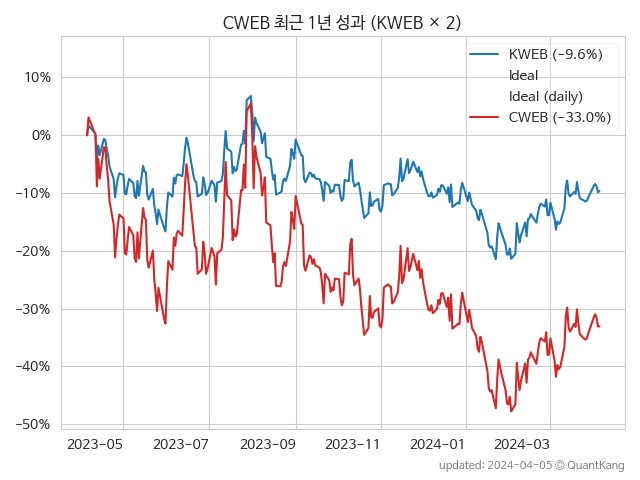 CWEB 최근 1년 성과 (KWEB × 2)
KWEB (−9.6%)
Ideal
Ideal (daily)
CWEB (−33.0%)
10%
0%
−10%
−20%
−30%
−40%
−50%
2023-05 2023-07 2023-09 2023-11 2024-01 2024-03
updated: 2024-04-05 © QuantKang